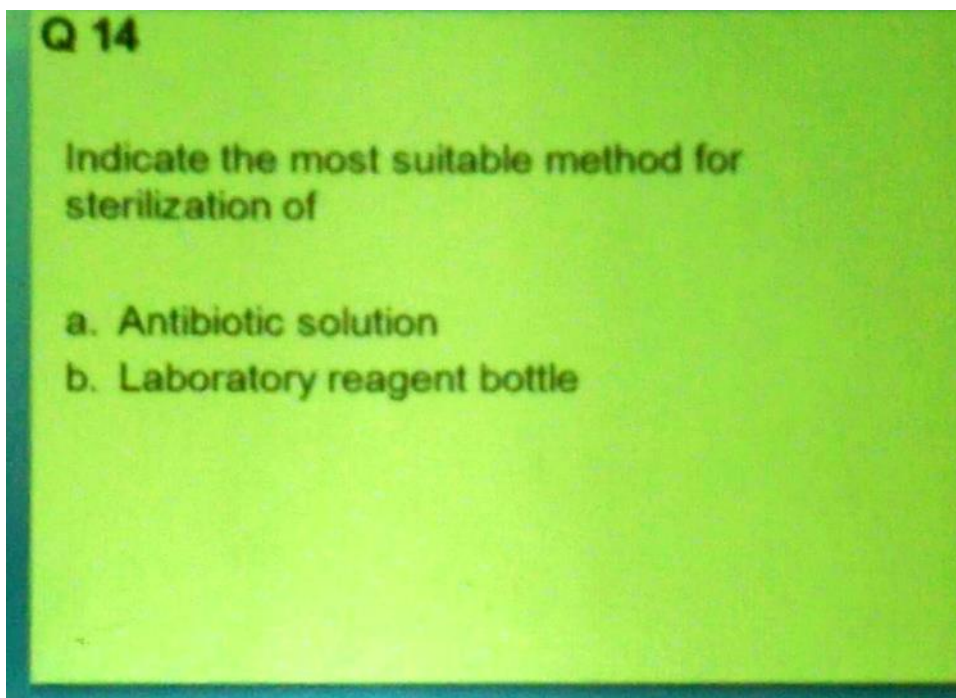 Q 14
Indicate the most suitable method for
sterilization of
a. Antibiotic solution
b. Laboratory reagent bottle